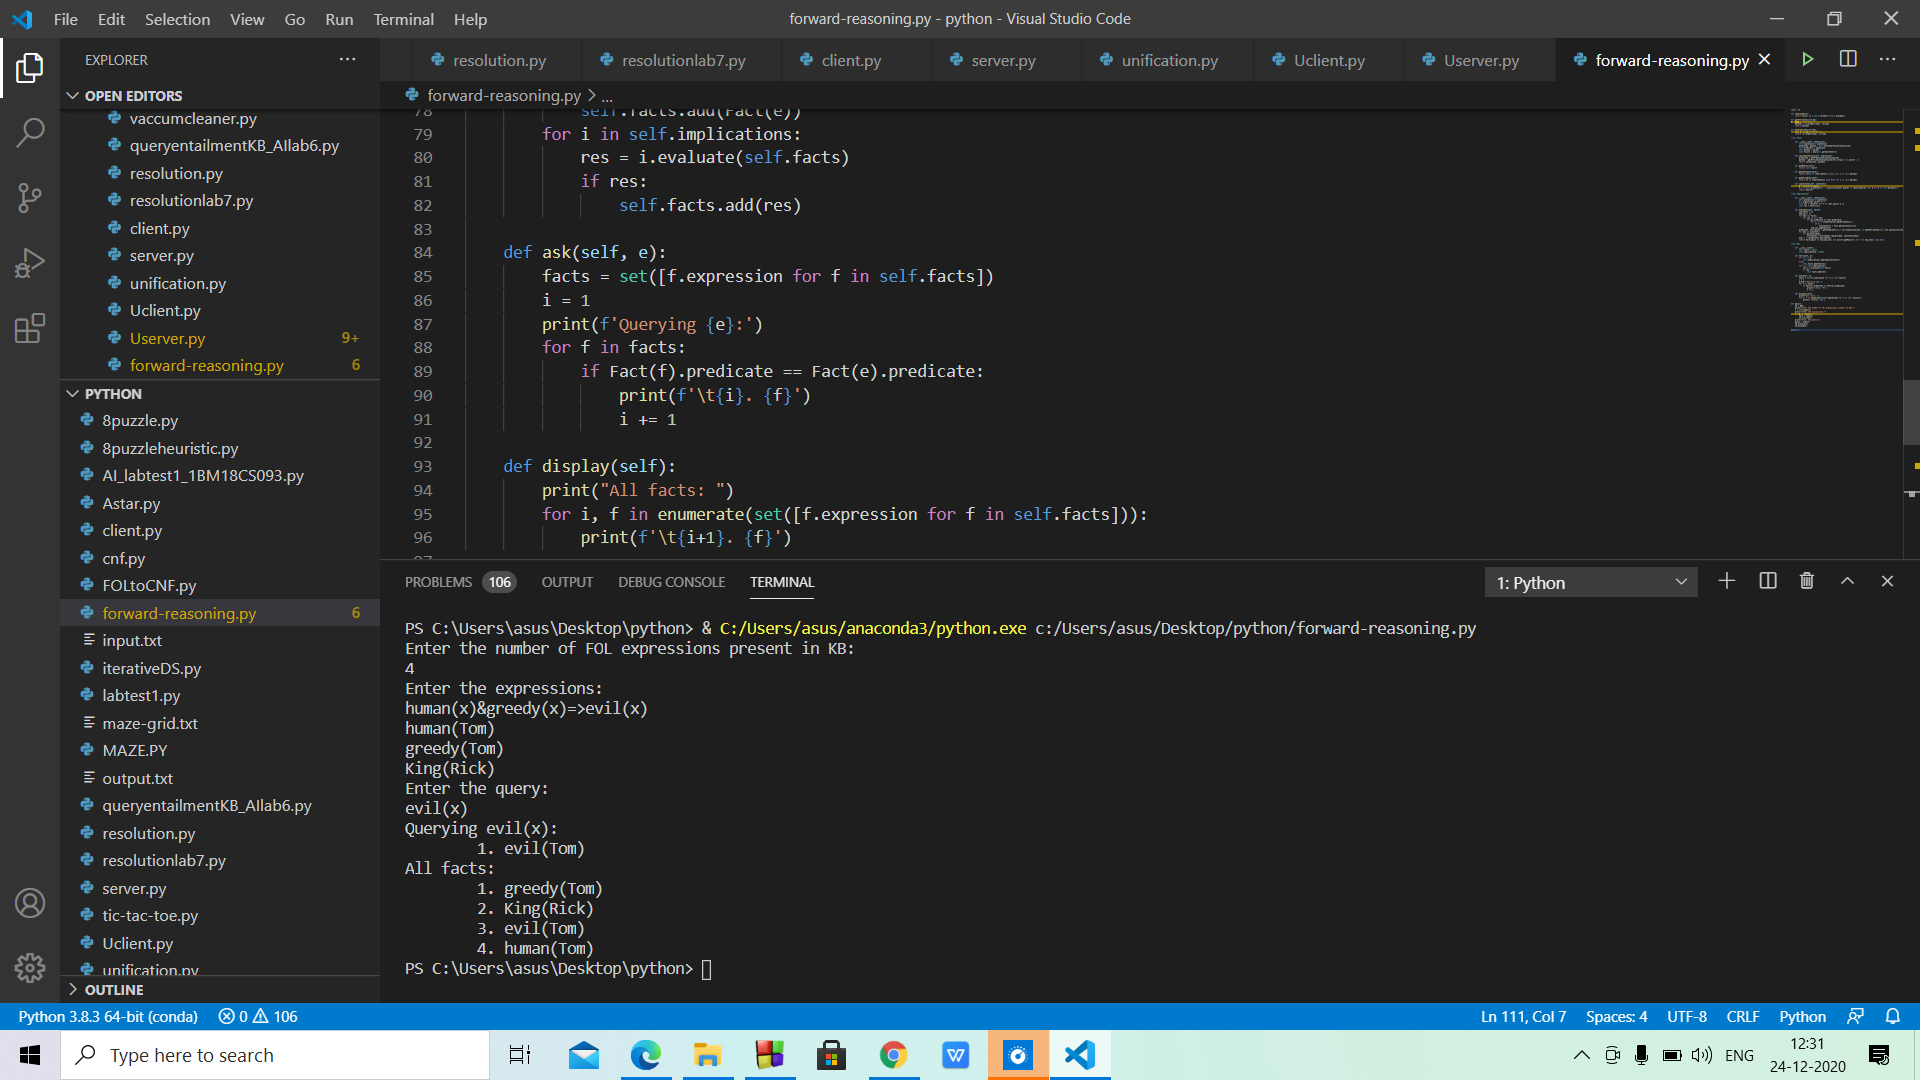 File Edit Selection View Go Run Terminal Help
forward-reasoning.py - python - Visual Studio Code
EXPLORER
resolution.py
resolutionlab7.py
client.py
server.py
unification.py
Uclient.py
Userver.py
forward-reasoning.py
OPEN EDITORS
vaccumcleaner.py
queryentailmentKB_AIlab6.py
resolution.py
resolutionlab7.py
client.py
server.py
unification.py
Uclient.py
Userver.py 9+
forward-reasoning.py 6
PYTHON
8puzzle.py
8puzzleheuristic.py
AI_labtest1_1BM18CS093.py
Astar.py
client.py
cnf.py
FOLtoCNF.py
forward-reasoning.py 6
input.txt
iterativeDS.py
labtest1.py
maze-grid.txt
MAZE.PY
output.txt
queryentailmentKB_AIlab6.py
resolution.py
resolutionlab7.py
server.py
tic-tac-toe.py
Uclient.py
unification.py
OUTLINE
forward-reasoning.py > ...
78 self.facts.add(Fact(e))
79 for i in self.implications:
80 res = i.evaluate(self.facts)
81 if res:
82 self.facts.add(res)
83
84 def ask(self, e):
85 facts = set([f.expression for f in self.facts])
86 i = 1
87 print(f'Querying {e}:')
88 for f in facts:
89 if Fact(f).predicate == Fact(e).predicate:
90 print(f'\t{i}. {f}')
91 i += 1
92
93 def display(self):
94 print("All facts: ")
95 for i, f in enumerate(set([f.expression for f in self.facts])):
96 print(f'\t{i+1}. {f}')
97
PROBLEMS 106 OUTPUT DEBUG CONSOLE TERMINAL
1: Python
PS C:\Users\asus\Desktop\python> & C:/Users/asus/anaconda3/python.exe c:/Users/asus/Desktop/python/forward-reasoning.py
Enter the number of FOL expressions present in KB:
4
Enter the expressions:
human(x)&greedy(x)=>evil(x)
human(Tom)
greedy(Tom)
King(Rick)
Enter the query:
evil(x)
Querying evil(x):
1. evil(Tom)
All facts:
1. greedy(Tom)
2. King(Rick)
3. evil(Tom)
4. human(Tom)
PS C:\Users\asus\Desktop\python>
Python 3.8.3 64-bit (conda) 0 106
Ln 111, Col 7 Spaces: 4 UTF-8 CRLF Python
Type here to search
ENG
12:31
24-12-2020